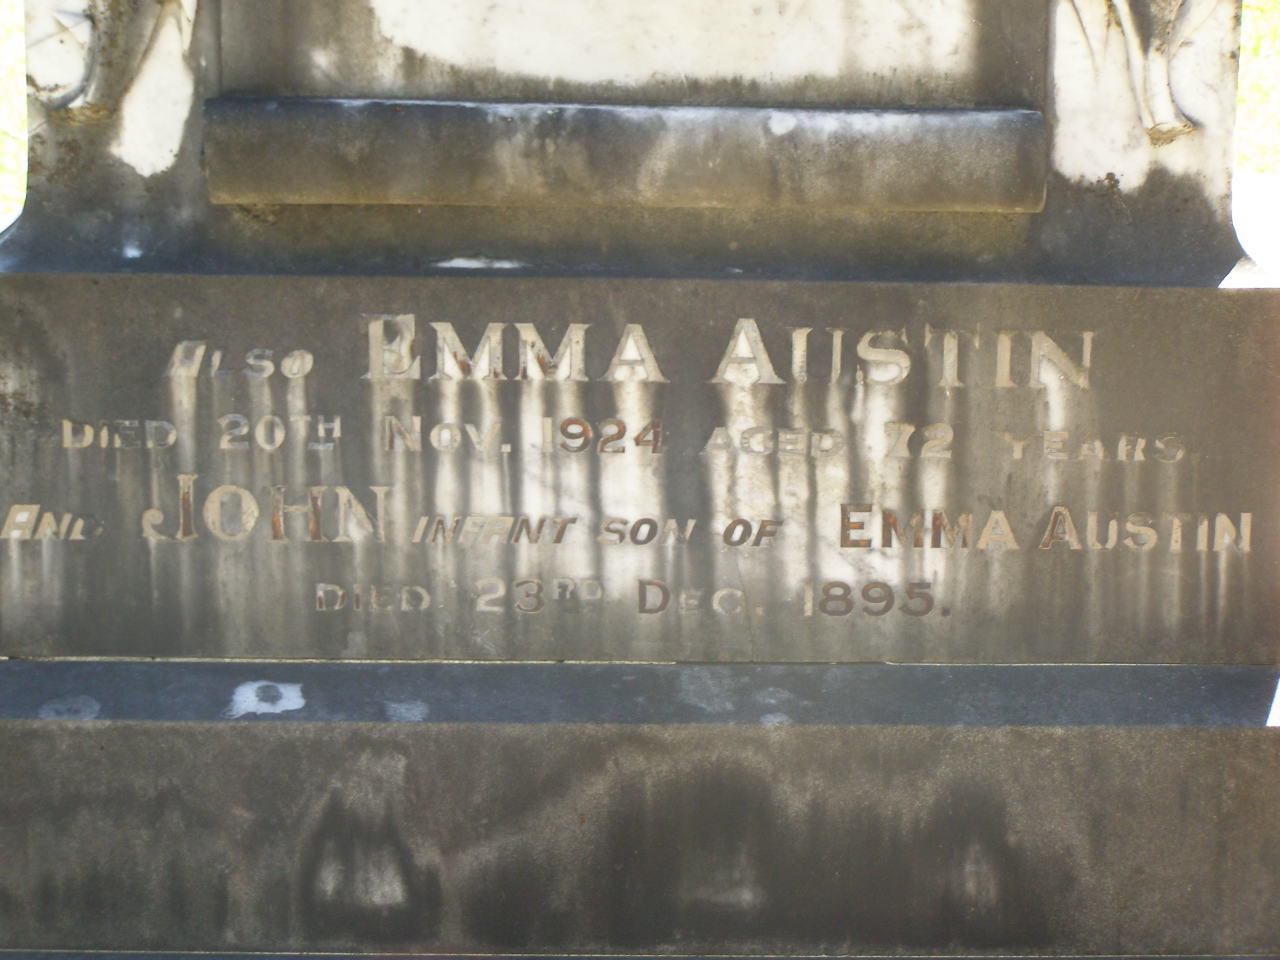 ALSO EMMA AUSTIN
DIED 20TH NOV. 1924 AGED 72 YEARS.
AND JOHN INFANT SON OF EMMA AUSTIN
DIED 23RD DEC. 1895.